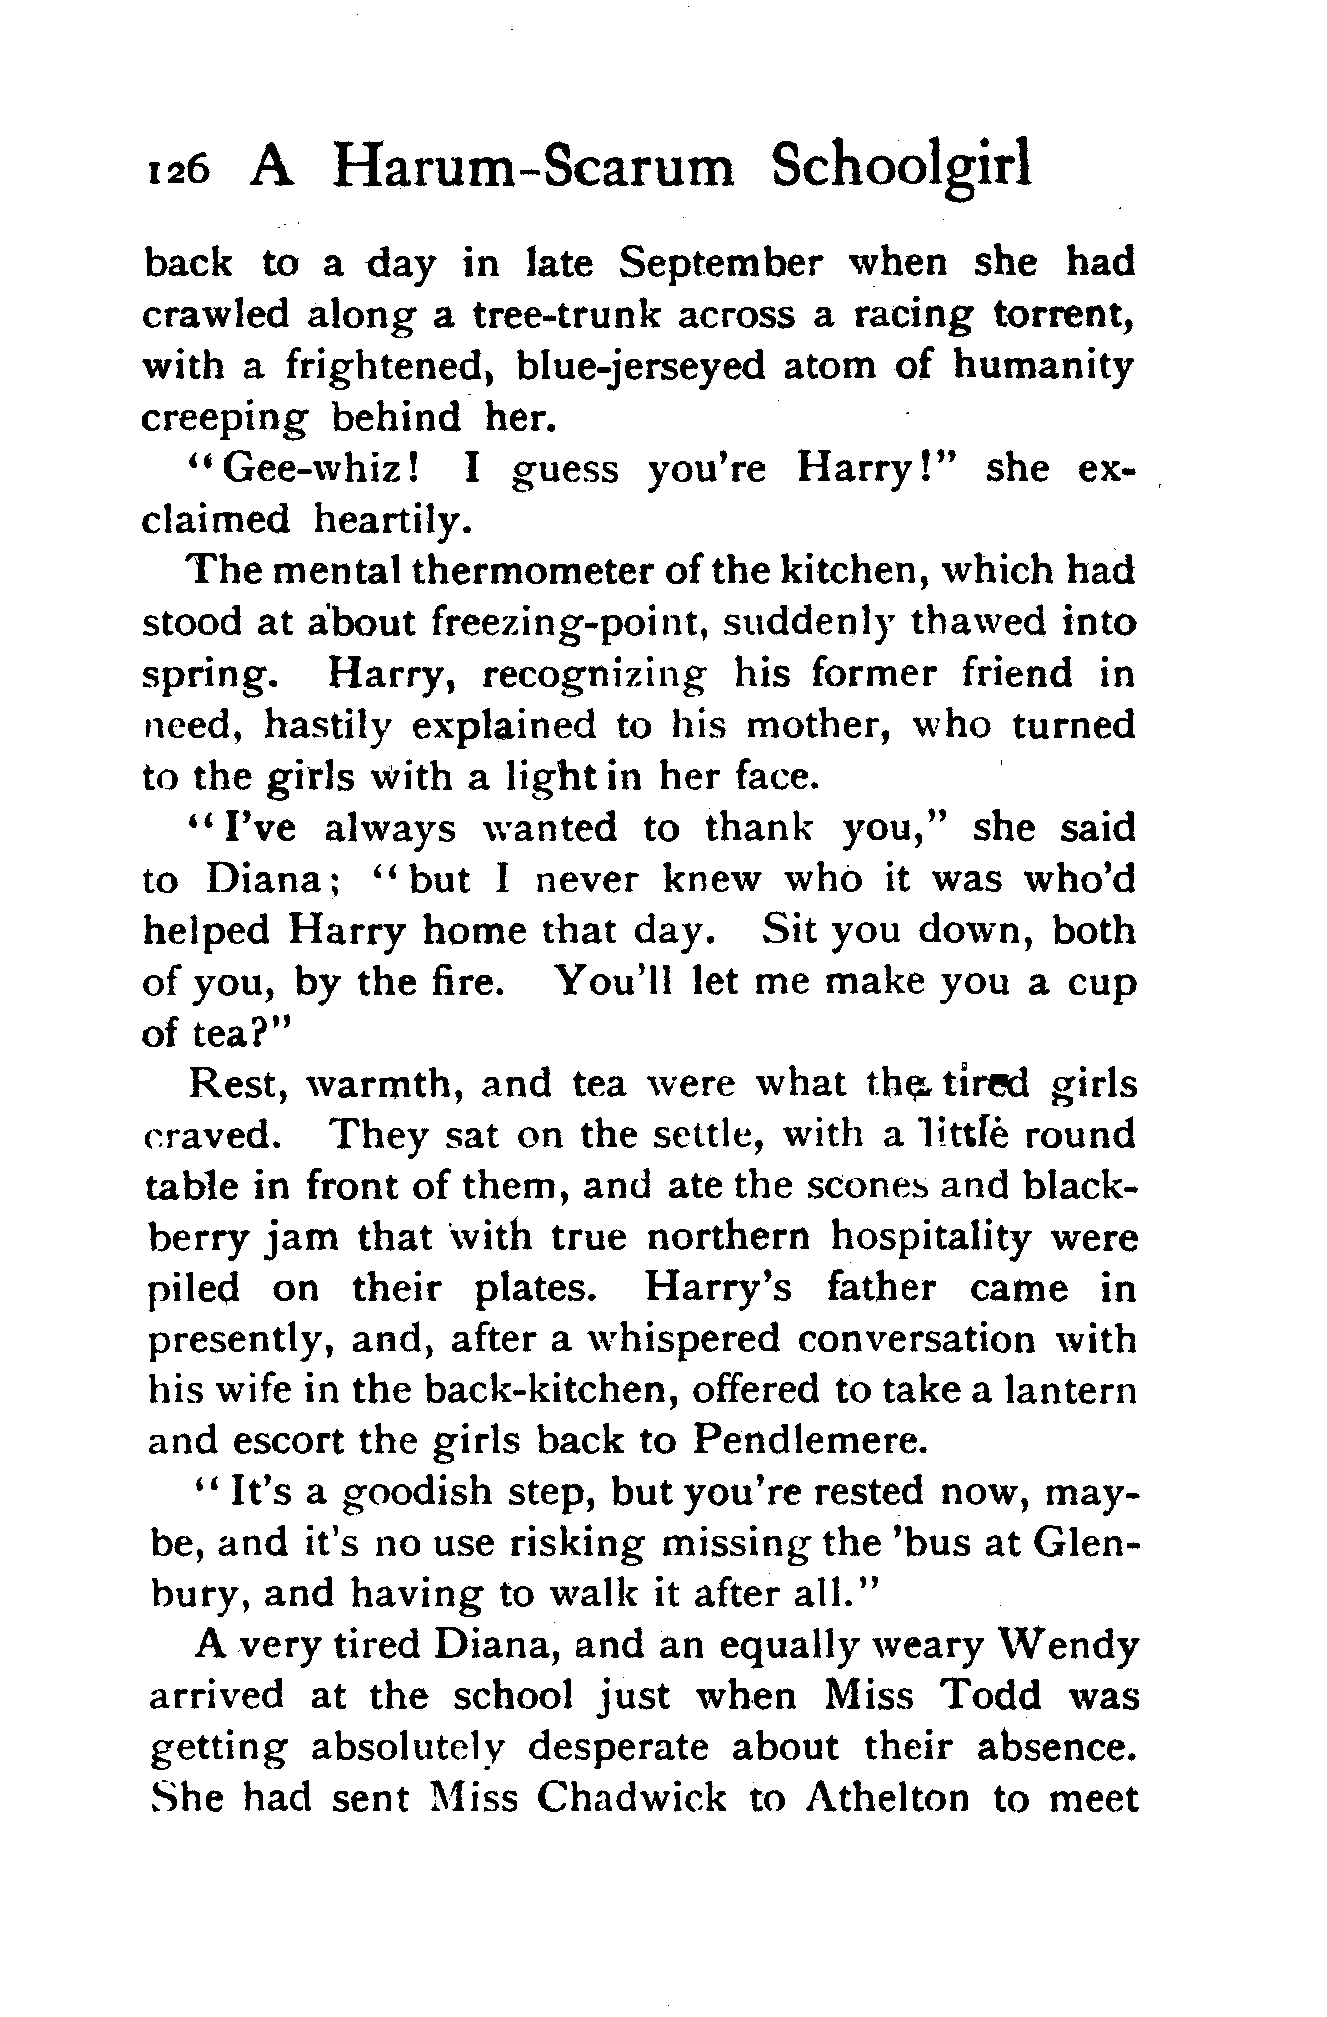 126 A Harum-Scarum Schoolgirl
back to a day in late September when she had
crawled along a tree-trunk across a racing torrent,
with a frightened, blue-jerseyed atom of humanity
creeping behind her.
"Gee-whiz! I guess you're Harry!" she ex-
claimed heartily.
The mental thermometer of the kitchen, which had
stood at about freezing-point, suddenly thawed into
spring. Harry, recognizing his former friend in
need, hastily explained to his mother, who turned
to the girls with a light in her face.
"I've always wanted to thank you," she said
to Diana; "but I never knew who it was who'd
helped Harry home that day. Sit you down, both
of you, by the fire. You'll let me make you a cup
of tea?"
Rest, warmth, and tea were what the tired girls
craved. They sat on the settle, with a little round
table in front of them, and ate the scones and black-
berry jam that with true northern hospitality were
piled on their plates. Harry's father came in
presently, and, after a whispered conversation with
his wife in the back-kitchen, offered to take a lantern
and escort the girls back to Pendlemere.
"It's a goodish step, but you're rested now, may-
be, and it's no use risking missing the 'bus at Glen-
bury, and having to walk it after all."
A very tired Diana, and an equally weary Wendy
arrived at the school just when Miss Todd was
getting absolutely desperate about their absence.
She had sent Miss Chadwick to Athelton to meet